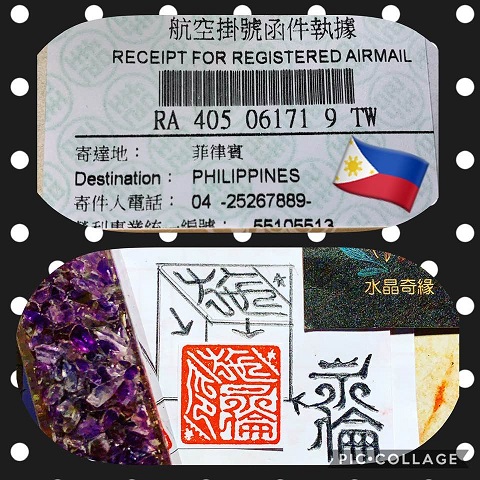 航空掛號函件執據
RECEIPT FOR REGISTERED AIRMAIL
RA 405 06171 9 TW
寄達地： 菲律賓
Destination： PHILIPPINES
寄件人電話： 04 -25267889-
編號： 55105513
水晶奇緣
PIC•COLLAGE